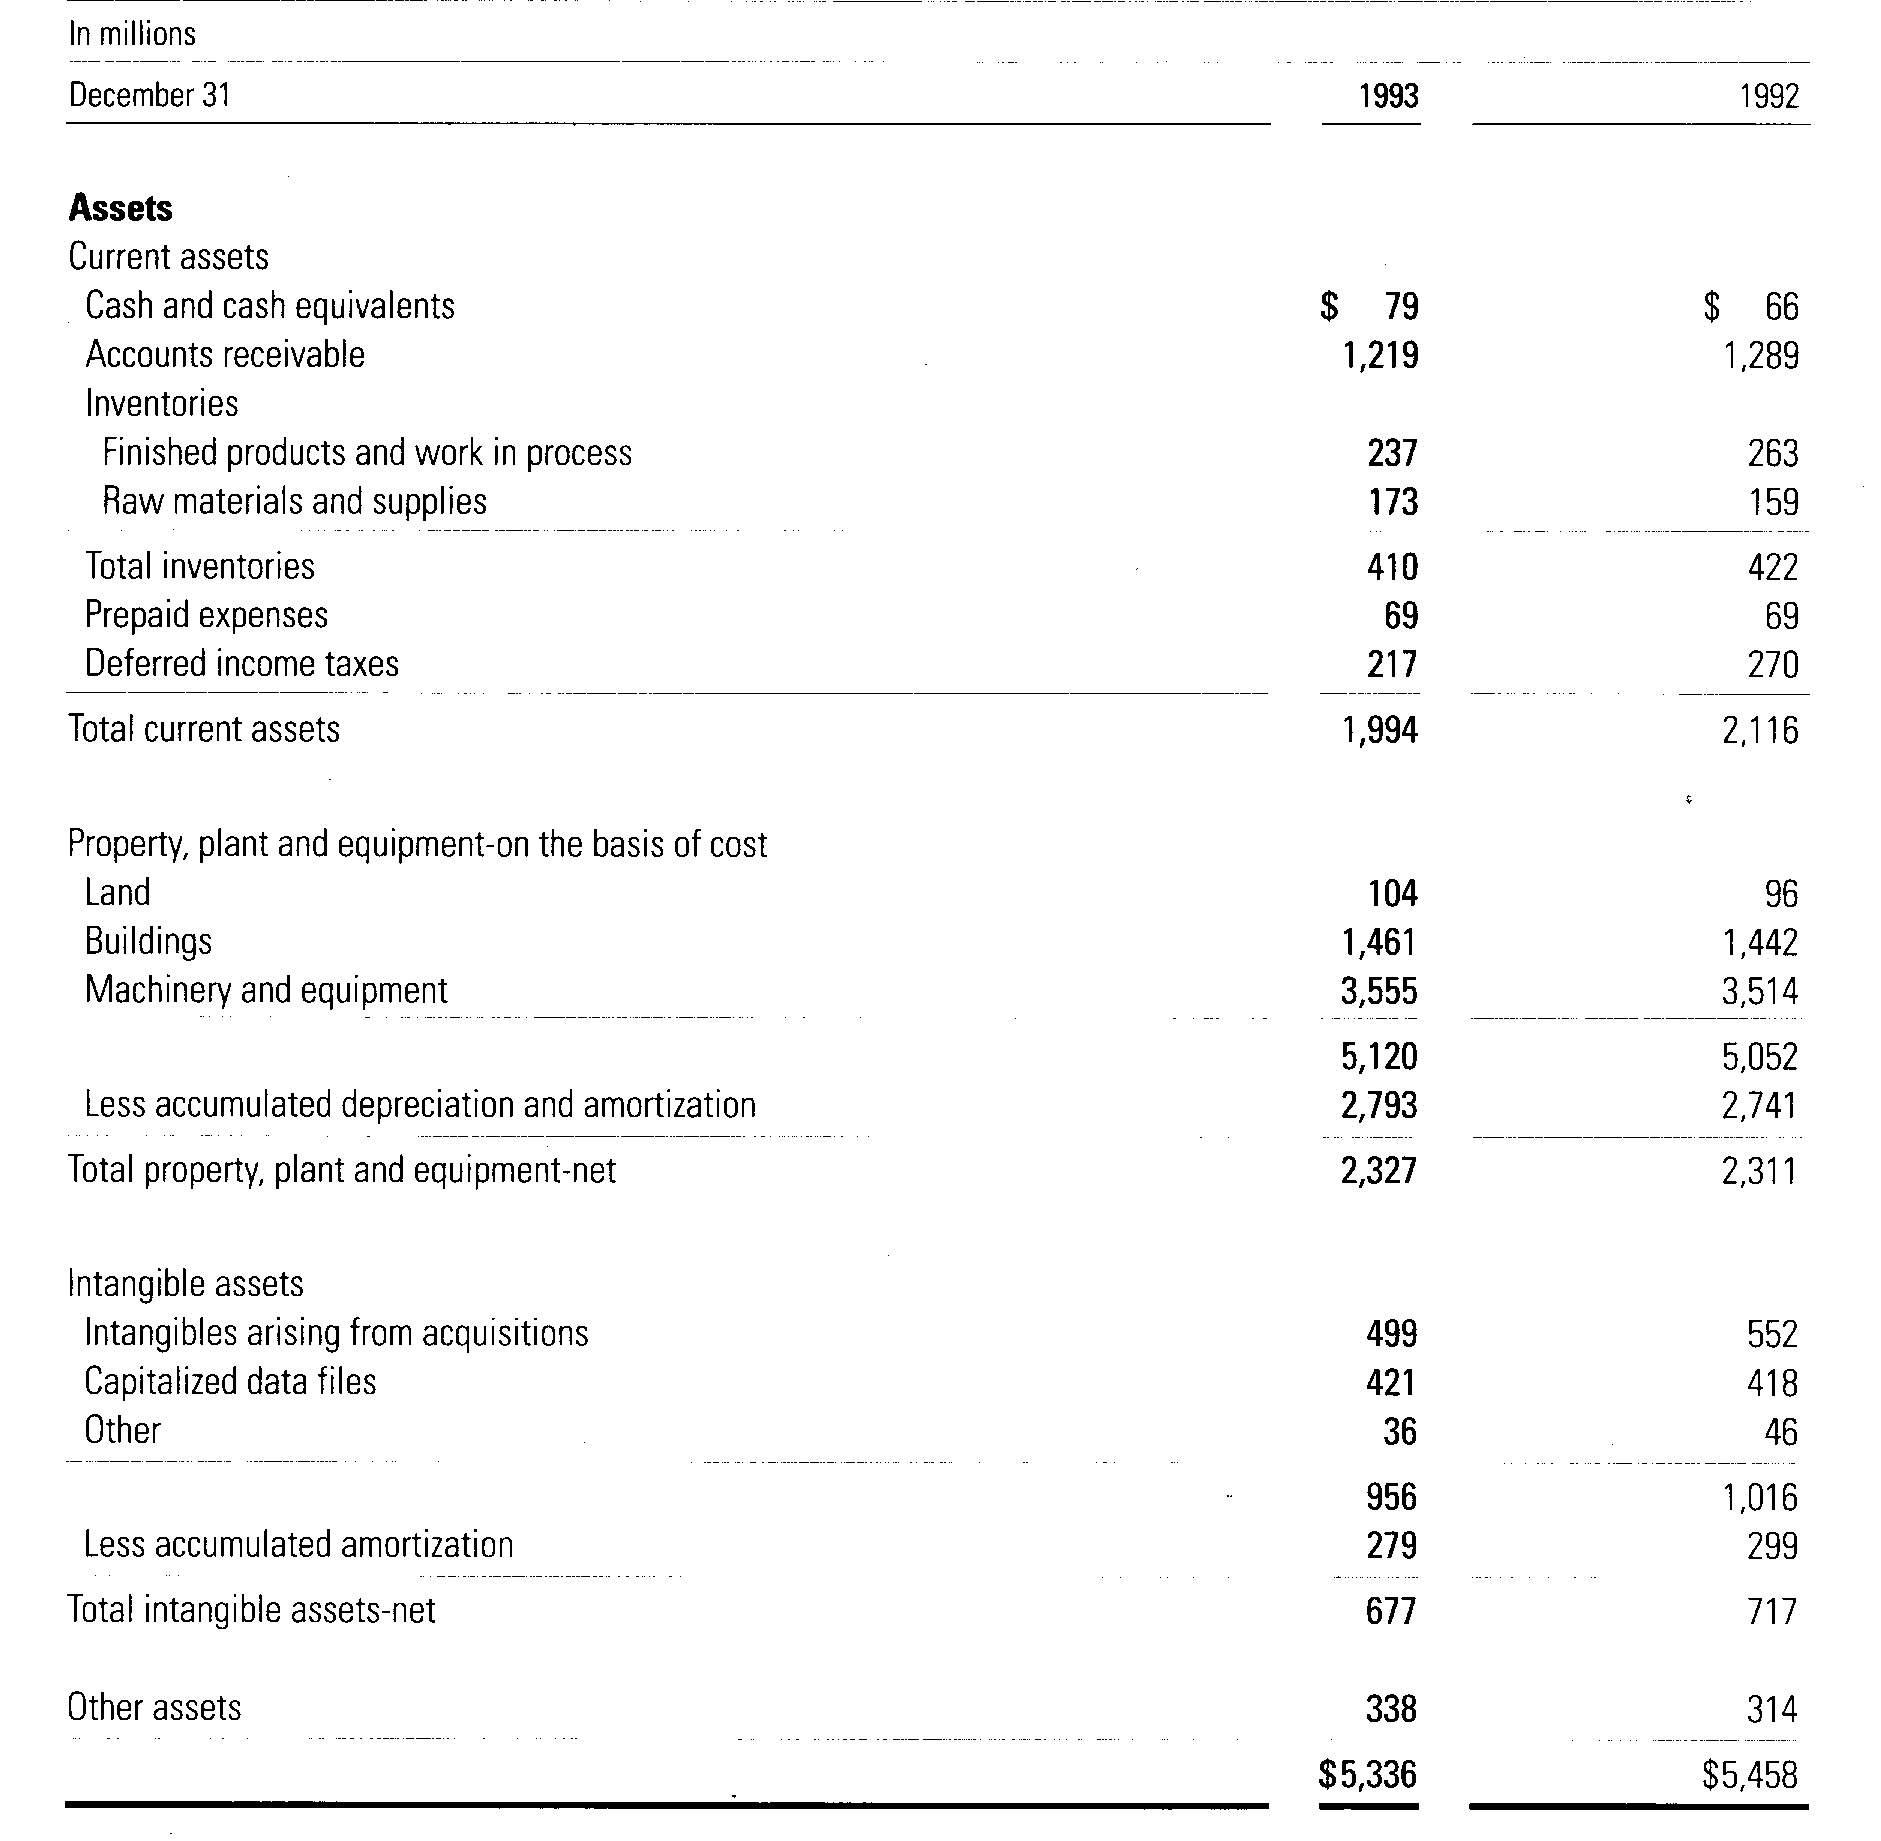 In millions
December 31 1993 1992
Assets
Current assets
Cash and cash equivalents $ 79 $ 66
Accounts receivable 1,219 1,289
Inventories
Finished products and work in process 237 263
Raw materials and supplies 173 159
Total inventories 410 422
Prepaid expenses 69 69
Deferred income taxes 217 270
Total current assets 1,994 2,116
Property, plant and equipment-on the basis of cost
Land 104 96
Buildings 1,461 1,442
Machinery and equipment 3,555 3,514
5,120 5,052
Less accumulated depreciation and amortization 2,793 2,741
Total property, plant and equipment-net 2,327 2,311
Intangible assets
Intangibles arising from acquisitions 499 552
Capitalized data files 421 418
Other 36 46
956 1,016
Less accumulated amortization 279 299
Total intangible assets-net 677 717
Other assets 338 314
$5,336 $5,458